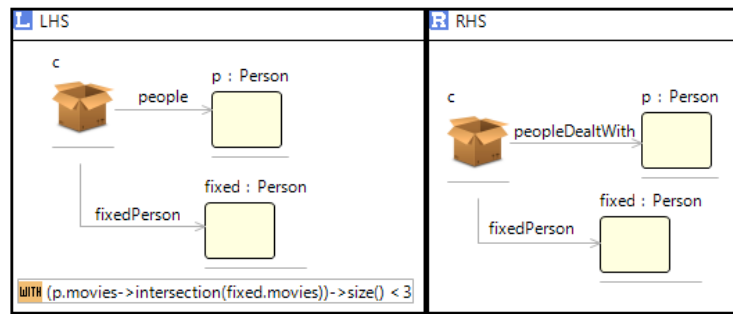 L LHS
c
p : Person
people
fixed : Person
fixedPerson
WITH (p.movies->intersection(fixed.movies))->size() < 3
R RHS
c
p : Person
peopleDealtWith
fixed : Person
fixedPerson